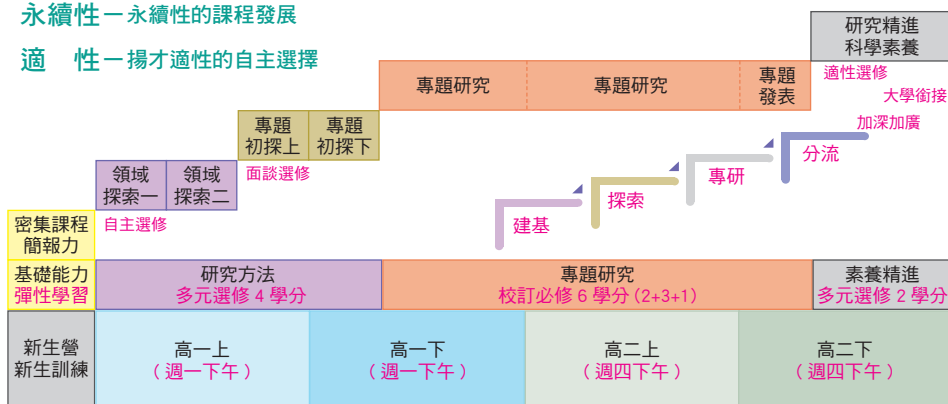 永續性－永續性的課程發展
適　性－揚才適性的自主選擇
研究精進
科學素養
適性選修
大學銜接
加深加廣
專題研究
專題研究
專題
發表
專題
初探上
專題
初探下
面談選修
領域
探索一
領域
探索二
自主選修
分流
專研
探索
建基
密集課程
簡報力
基礎能力
彈性學習
研究方法
多元選修 4 學分
專題研究
校訂必修 6 學分 (2+3+1)
素養精進
多元選修 2 學分
新生營
新生訓練
高一上
（週一下午）
高一下
（週一下午）
高二上
（週四下午）
高二下
（週四下午）